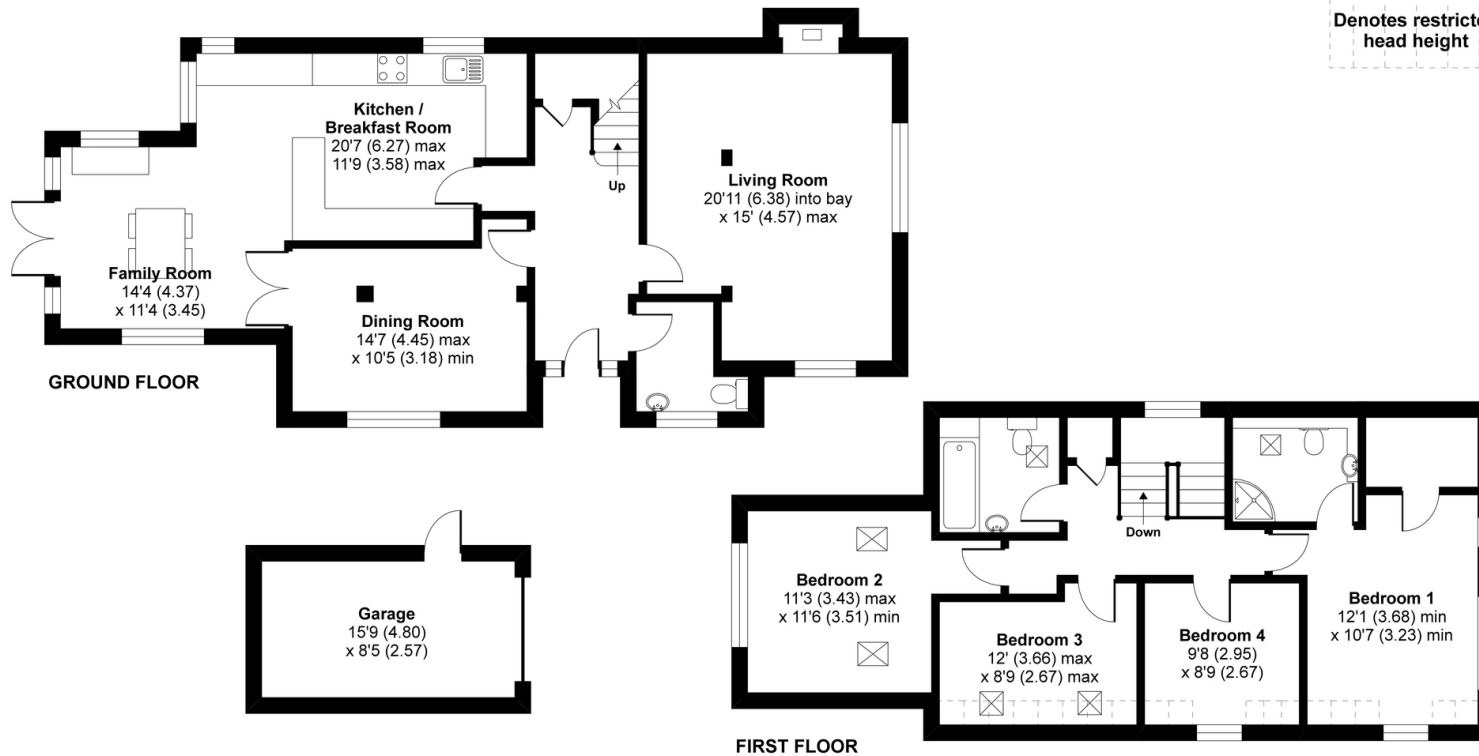 Denotes restricte
head height
Kitchen /
Breakfast Room
20'7 (6.27) max
11'9 (3.58) max
Up
Living Room
20'11 (6.38) into bay
x 15' (4.57) max
Family Room
14'4 (4.37)
x 11'4 (3.45)
Dining Room
14'7 (4.45) max
x 10'5 (3.18) min
GROUND FLOOR
Down
Bedroom 2
11'3 (3.43) max
x 11'6 (3.51) min
Bedroom 1
12'1 (3.68) min
x 10'7 (3.23) min
Garage
15'9 (4.80)
x 8'5 (2.57)
Bedroom 3
12' (3.66) max
x 8'9 (2.67) max
Bedroom 4
9'8 (2.95)
x 8'9 (2.67)
FIRST FLOOR